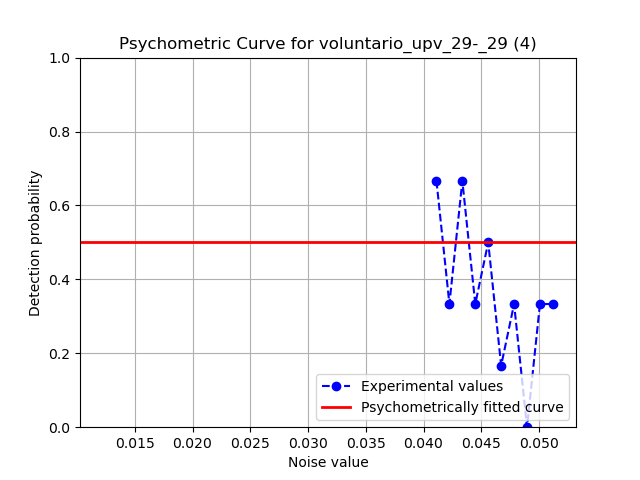 Psychometric Curve for voluntario_upv_29-_29 (4)
1.0
0.8
0.6
0.4
0.2
0.0
Detection probability
Experimental values
Psychometrically fitted curve
0.015 0.020 0.025 0.030 0.035 0.040 0.045 0.050
Noise value